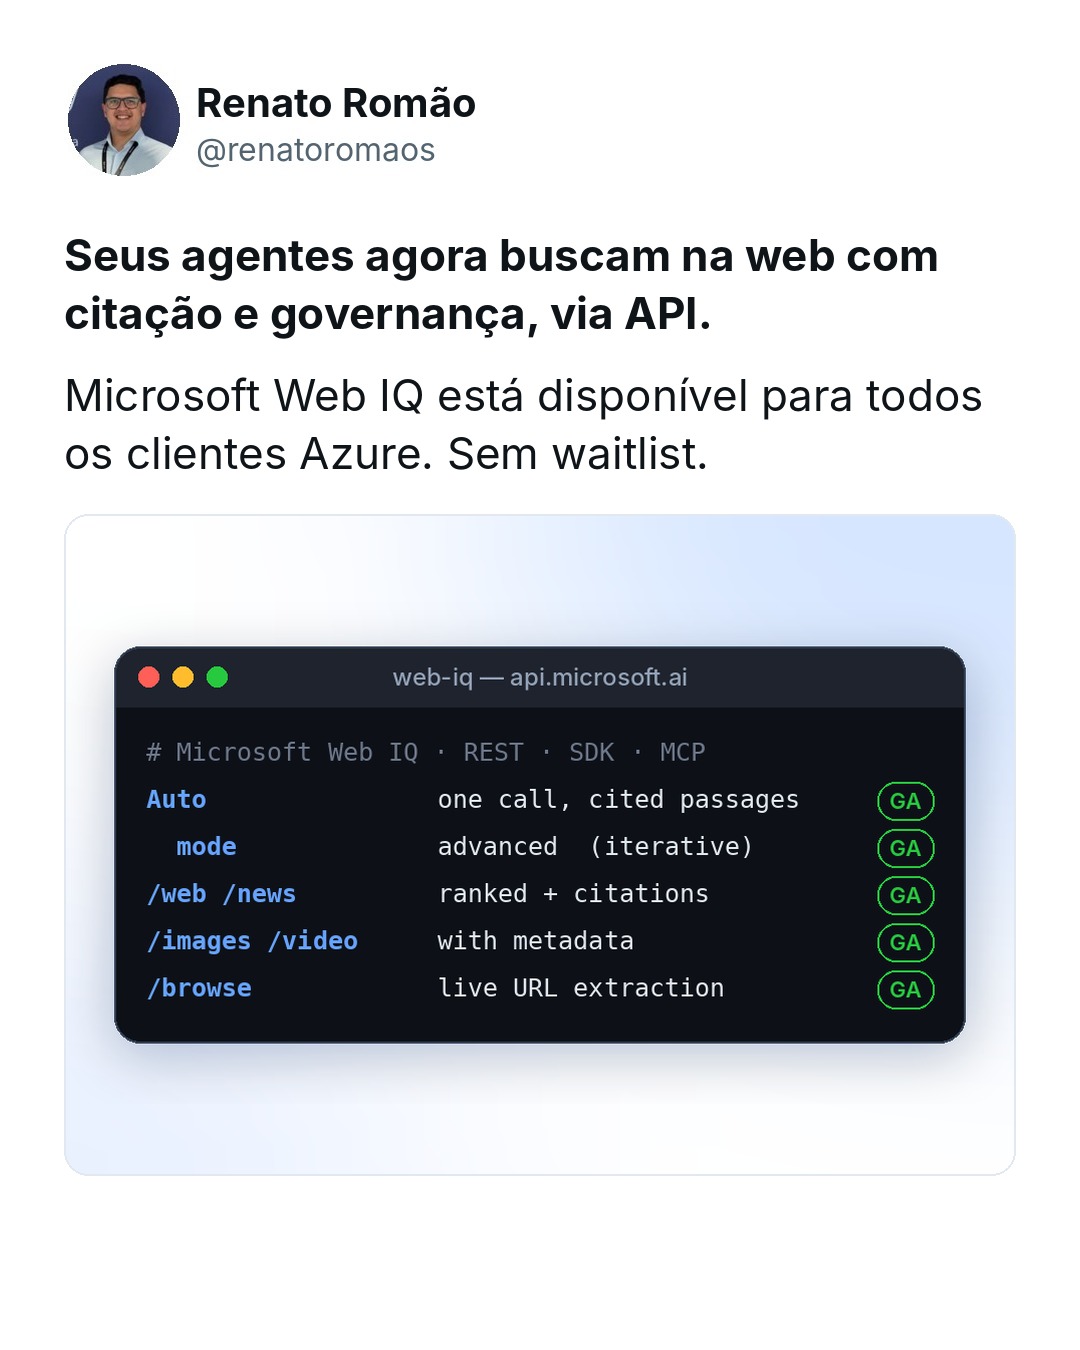 Renato Romão
@renatoromaos
Seus agentes agora buscam na web com
citação e governança, via API.
Microsoft Web IQ está disponível para todos
os clientes Azure. Sem waitlist.
web-iq — api.microsoft.ai
# Microsoft Web IQ · REST · SDK · MCP
Auto one call, cited passages GA
mode advanced (iterative) GA
/web /news ranked + citations GA
/images /video with metadata GA
/browse live URL extraction GA